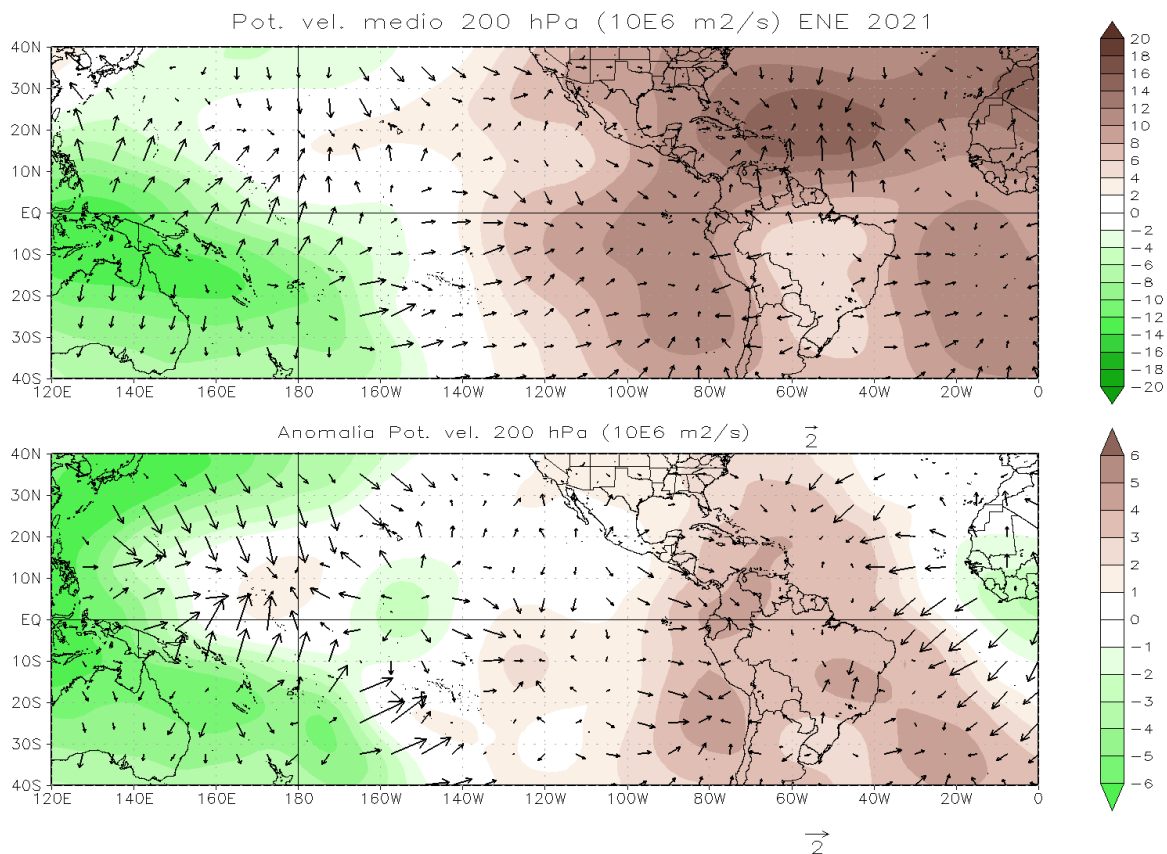 Pot. vel. medio 200 hPa (10E6 m2/s) ENE 2021
40N
30N
20N
10N
EQ
10S
20S
30S
40S
120E 140E 160E 180 160W 140W 120W 100W 80W 60W 40W 20W 0
20
18
16
14
12
10
8
6
4
2
0
−2
−4
−6
−8
−10
−12
−14
−16
−18
−20
Anomalia Pot. vel. 200 hPa (10E6 m2/s)
2
40N
30N
20N
10N
EQ
10S
20S
30S
40S
120E 140E 160E 180 160W 140W 120W 100W 80W 60W 40W 20W 0
6
5
4
3
2
1
0
−1
−2
−3
−4
−5
−6
2